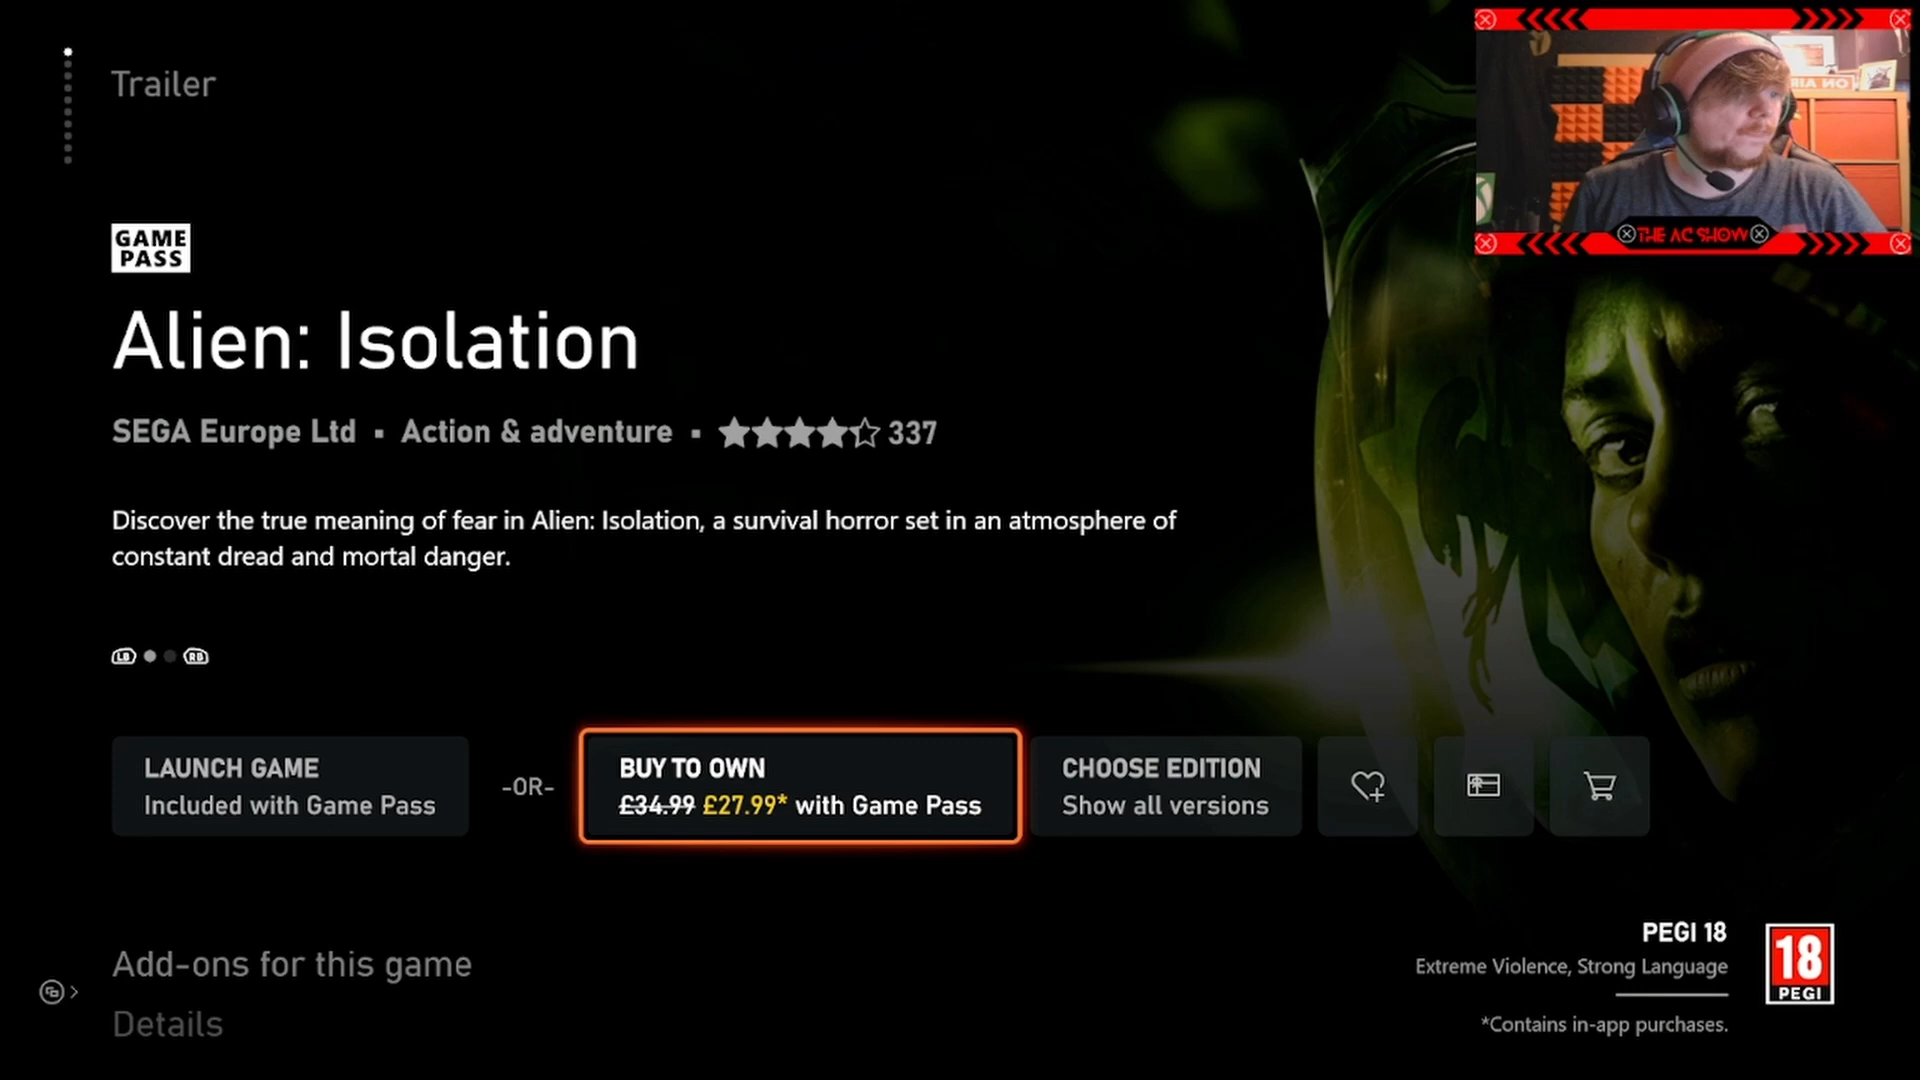 Trailer
GAME
PASS
Alien: Isolation
SEGA Europe Ltd ▪ Action & adventure ▪ ★★★★☆ 337
Discover the true meaning of fear in Alien: Isolation, a survival horror set in an atmosphere of
constant dread and mortal danger.
LB RB
LAUNCH GAME
Included with Game Pass
-OR-
BUY TO OWN
£34.99 £27.99* with Game Pass
CHOOSE EDITION
Show all versions
Add-ons for this game
Details
PEGI 18
Extreme Violence, Strong Language
*Contains in-app purchases.
18
PEGI
THE AC SHOW
ON AIR